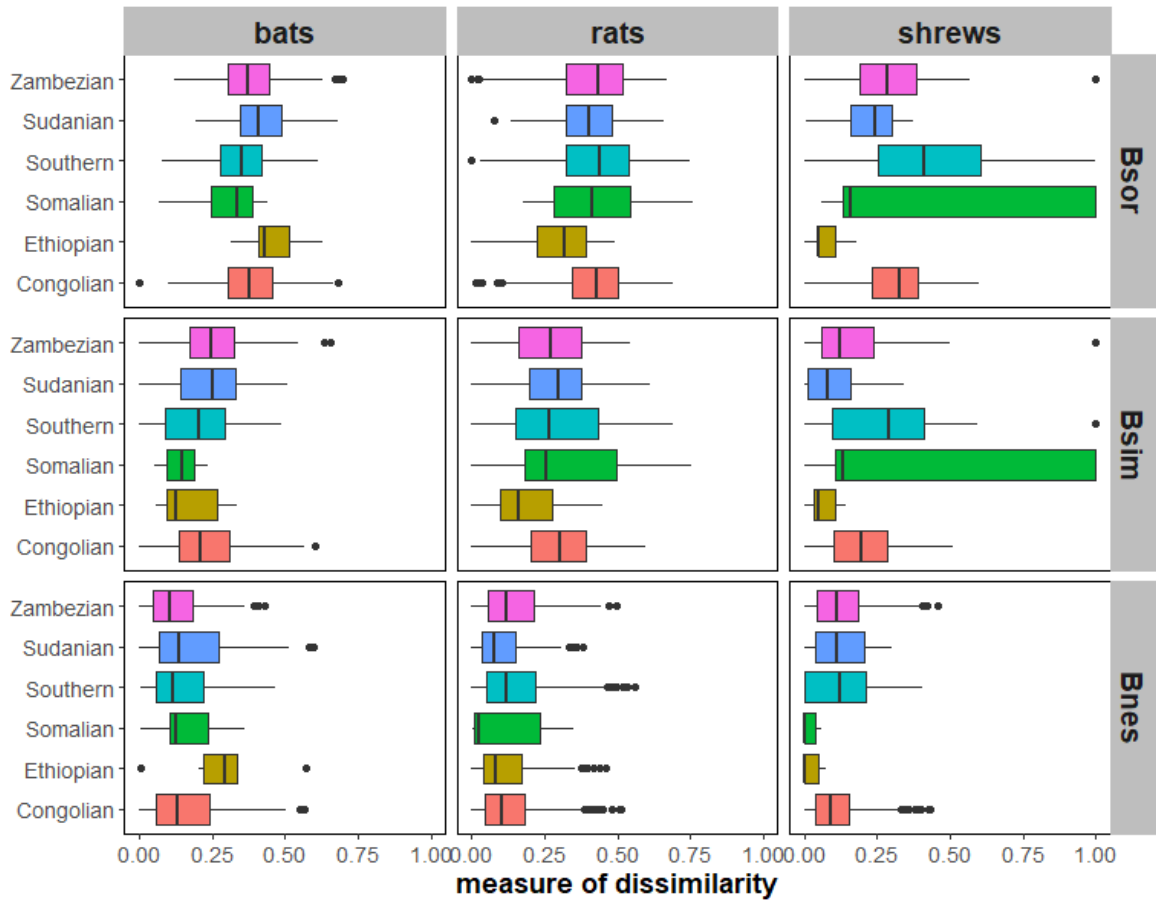 bats rats shrews
Zambezian
Sudanian
Southern
Somalian
Ethiopian
Congolian
Bsor
Zambezian
Sudanian
Southern
Somalian
Ethiopian
Congolian
Bsim
Zambezian
Sudanian
Southern
Somalian
Ethiopian
Congolian
Bnes
0.00 0.25 0.50 0.75 1.00 0.00 0.25 0.50 0.75 1.00 0.00 0.25 0.50 0.75 1.00
measure of dissimilarity